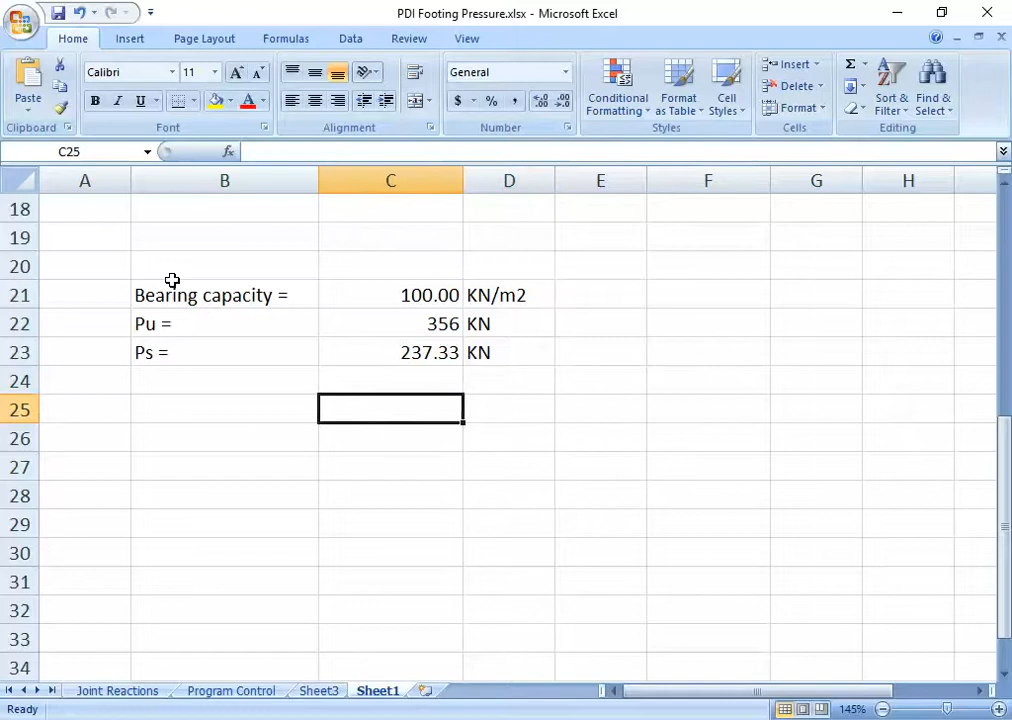 PDI Footing Pressure.xlsx - Microsoft Excel
Home Insert Page Layout Formulas Data Review View
Paste
Clipboard
Calibri 11
B I U A
Font
Alignment
General
$ % ,
Number
Conditional Formatting
Format as Table
Cell Styles
Styles
Insert
Delete
Format
Cells
Σ
Sort & Filter
Find & Select
Editing
C25 fx
A B C D E F G H
18
19
20
21 Bearing capacity = 100.00 KN/m2
22 Pu = 356 KN
23 Ps = 237.33 KN
24
25
26
27
28
29
30
31
32
33
34
Joint Reactions Program Control Sheet3 Sheet1
Ready 145%